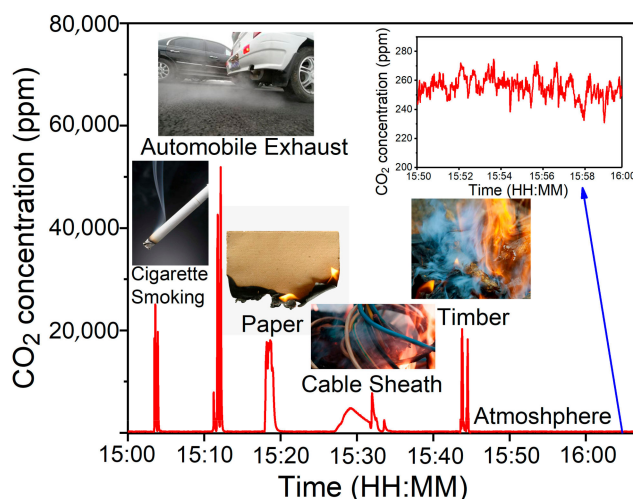 80,000
60,000
40,000
20,000
0
CO₂ concentration (ppm)
15:00
15:10
15:20
15:30
15:40
16:00
Time (HH:MM)
Automobile Exhaust
Cigarette
Smoking
Paper
Cable Sheath
Timber
Atmoshphere
280
260
240
220
200
CO₂ concentration (ppm)
15:50
15:52
15:54
15:56
15:58
16:00
Time (HH:MM)